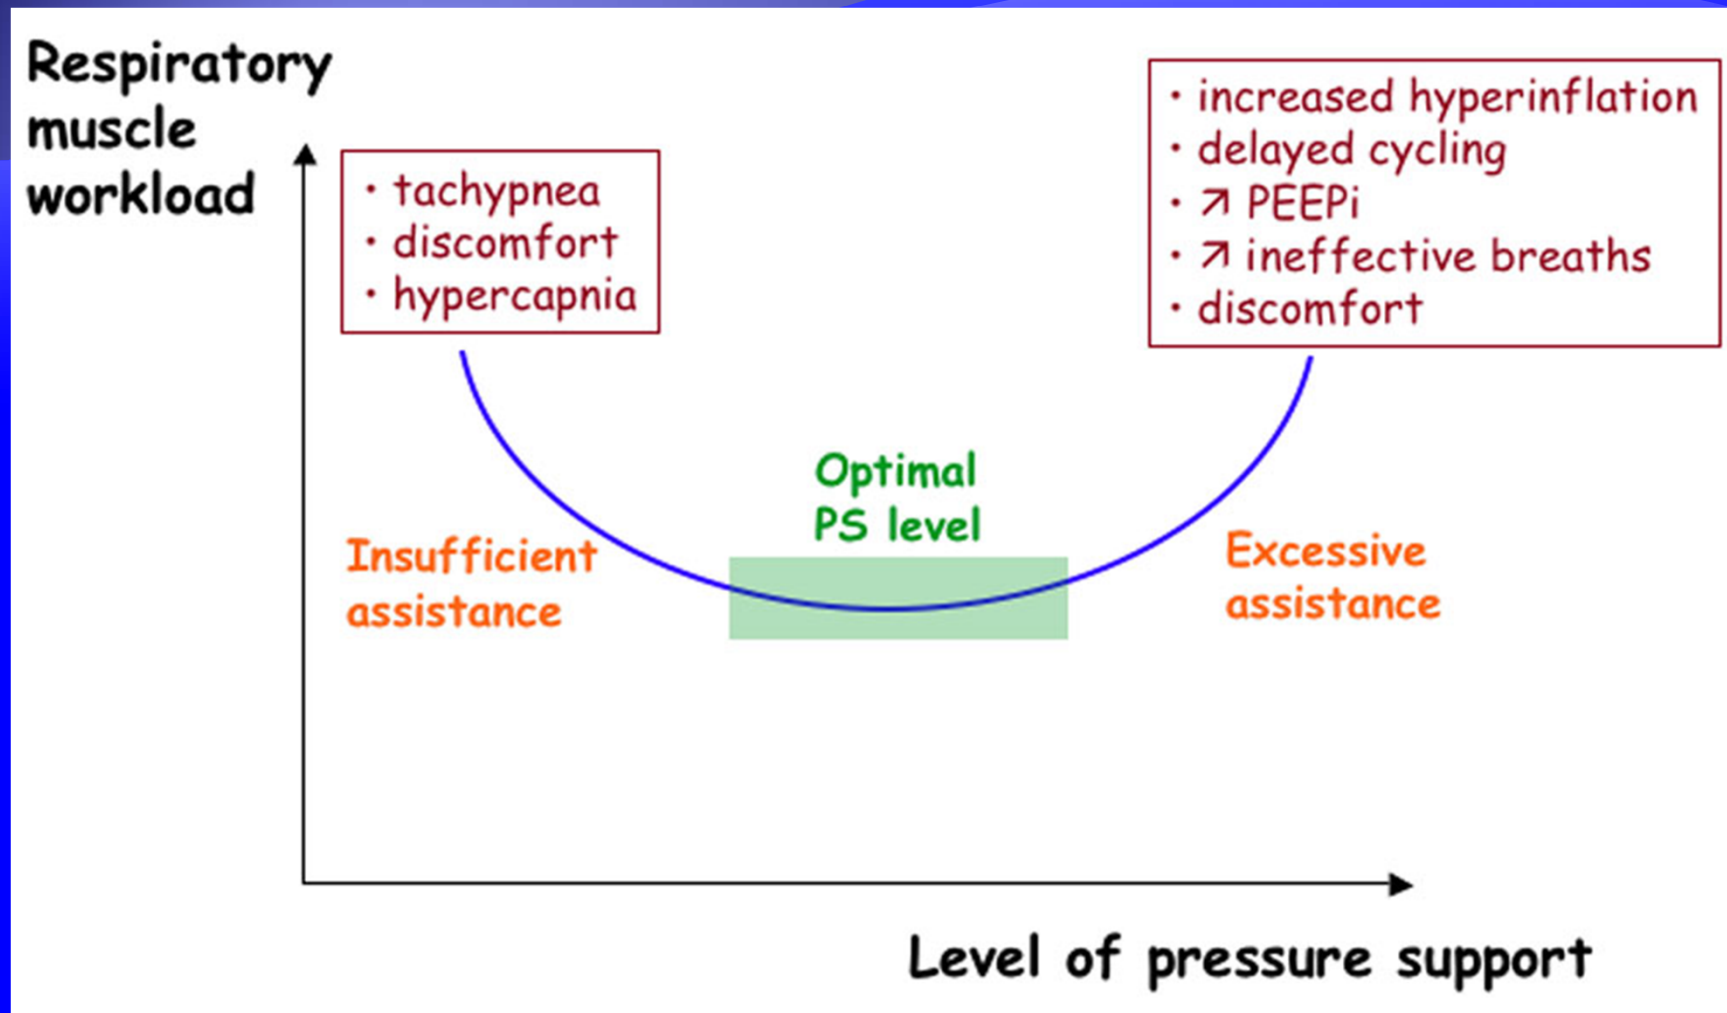 Respiratory
muscle
workload
· tachypnea
· discomfort
· hypercapnia
· increased hyperinflation
· delayed cycling
· ↗ PEEPi
· ↗ ineffective breaths
· discomfort
Optimal
PS level
Insufficient
assistance
Excessive
assistance
Level of pressure support